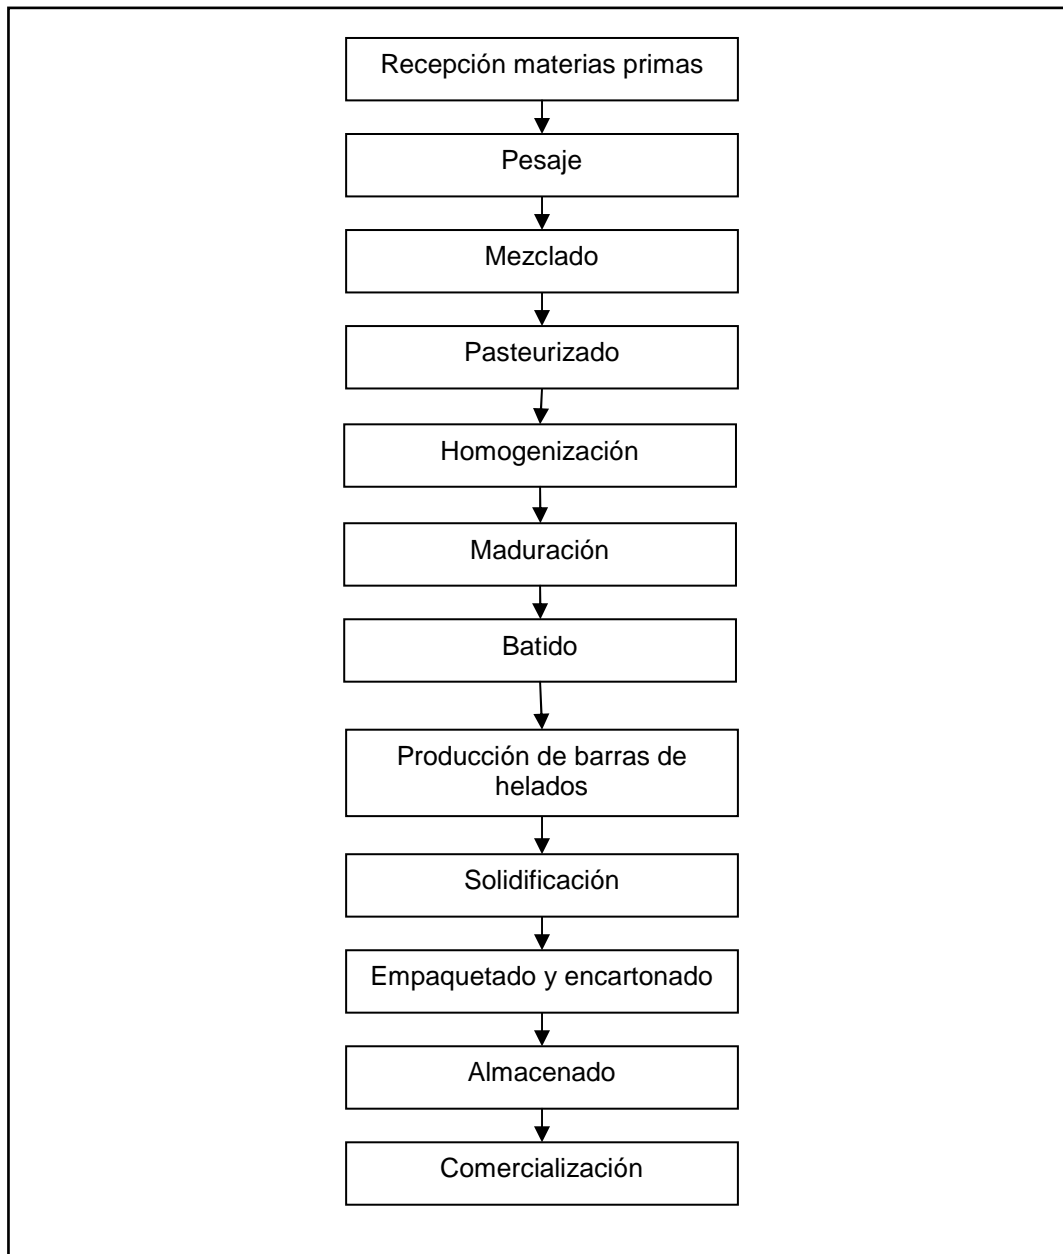 Recepción materias primas
Pesaje
Mezclado
Pasteurizado
Homogenización
Maduración
Batido
Producción de barras de
helados
Solidificación
Empaquetado y encartonado
Almacenado
Comercialización